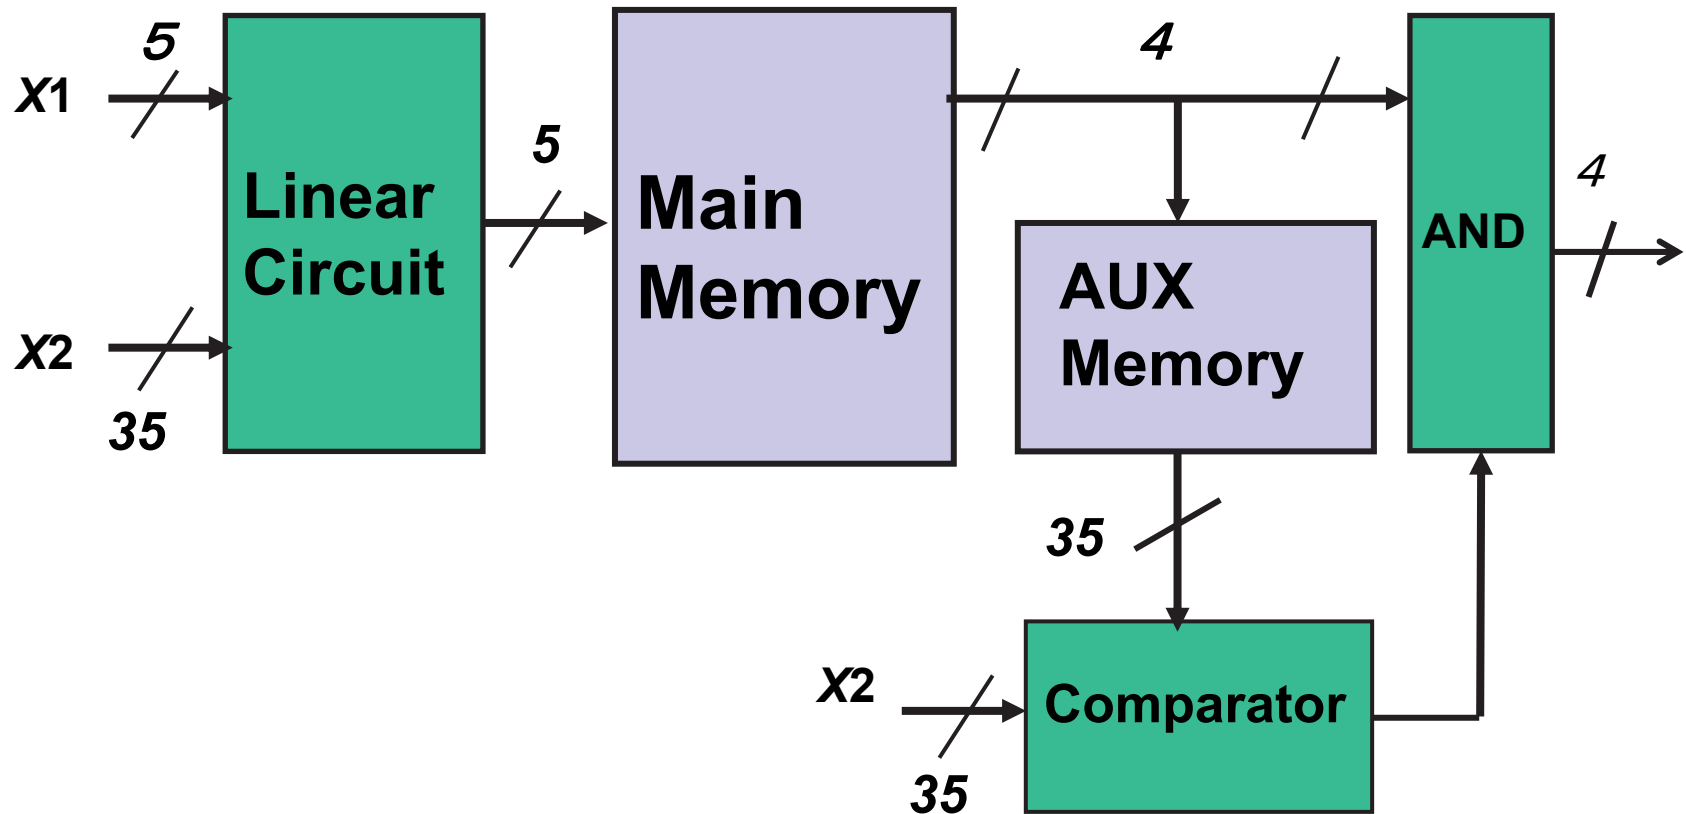 5
X1
Linear
Circuit
X2
35
5
Main
Memory
4
AUX
Memory
AND
4
35
X2
35
Comparator